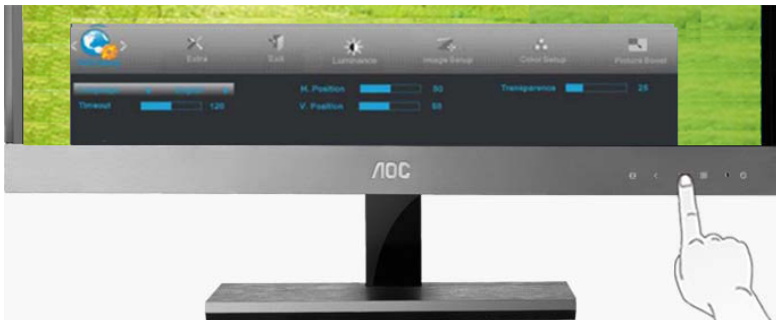 Extra Exit Luminance Image Setup Color Setup Picture Boost
H. Position 50 Transparence 25
Timeout 120 V. Position 50
AOC